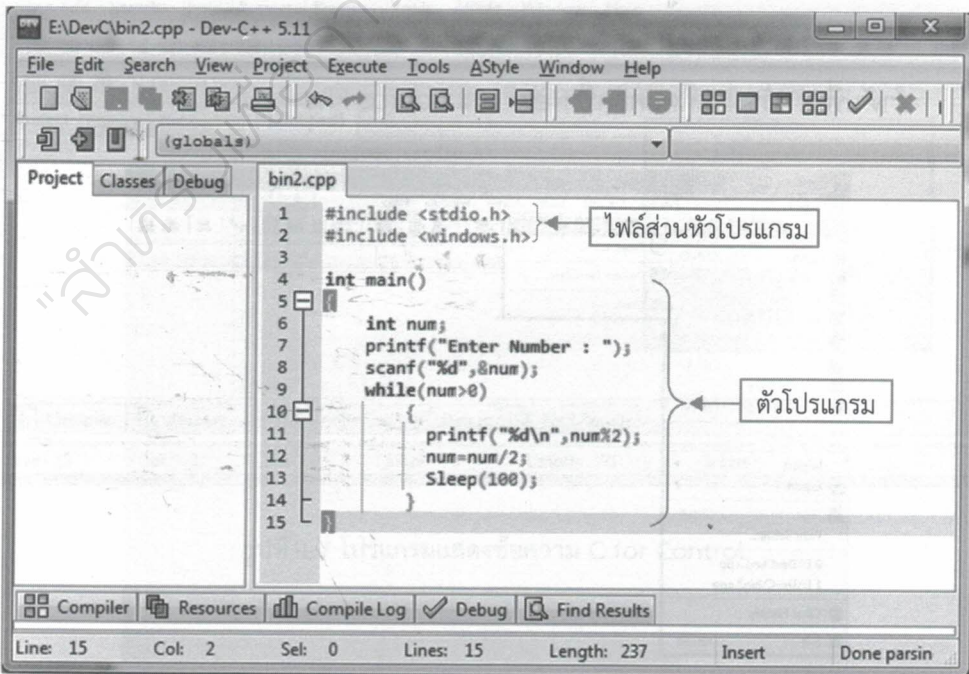 E:\DevC\bin2.cpp - Dev-C++ 5.11
File Edit Search View Project Execute Tools AStyle Window Help
(globals)
Project Classes Debug bin2.cpp
1 #include <stdio.h>
2 #include <windows.h>
ไฟล์ส่วนหัวโปรแกรม
3
4 int main()
5 {
6 int num;
7 printf("Enter Number : ");
8 scanf("%d",&num);
9 while(num>0)
10 {
ตัวโปรแกรม
11 printf("%d\n",num%2);
12 num=num/2;
13 Sleep(100);
14 }
15 }
Compiler Resources Compile Log Debug Find Results
Line: 15 Col: 2 Sel: 0 Lines: 15 Length: 237 Insert Done parsin